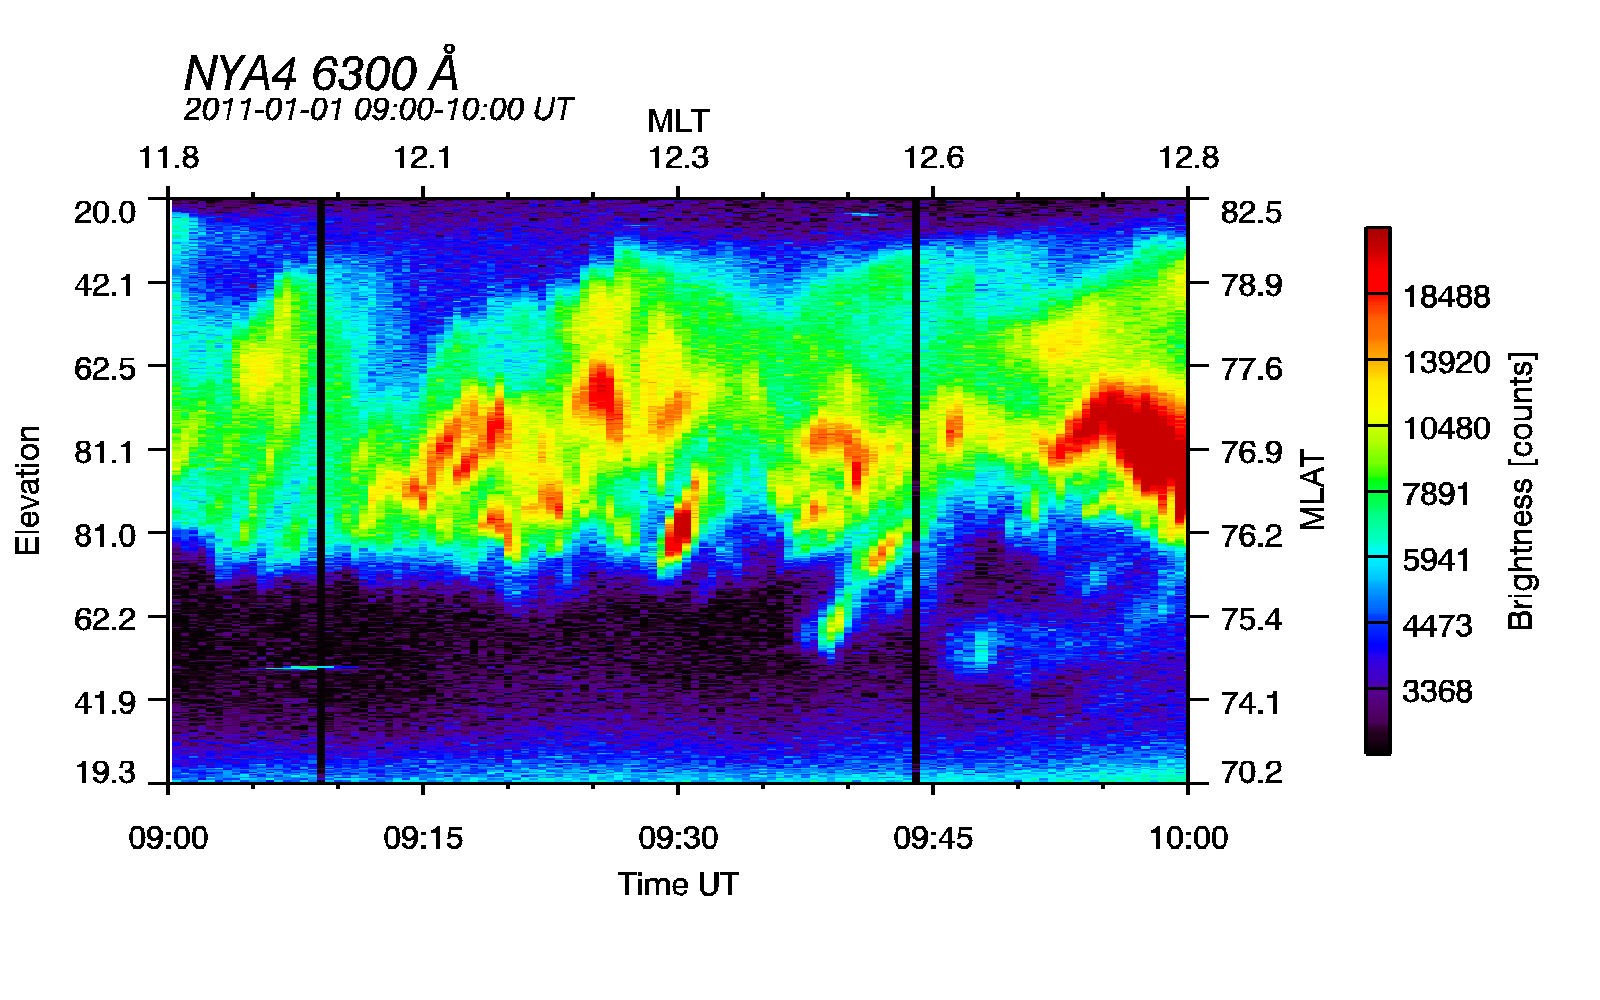 NYA4 6300 Å
2011-01-01 09:00-10:00 UT
MLT
11.8 12.1 12.3 12.6 12.8
20.0 82.5
42.1 78.9 18488
62.5 77.6 13920
81.1 76.9 10480
81.0 76.2 7891
62.2 75.4 5941
41.9 74.1 4473
19.3 70.2 3368
Elevation
MLAT
Brightness [counts]
09:00 09:15 09:30 09:45 10:00
Time UT